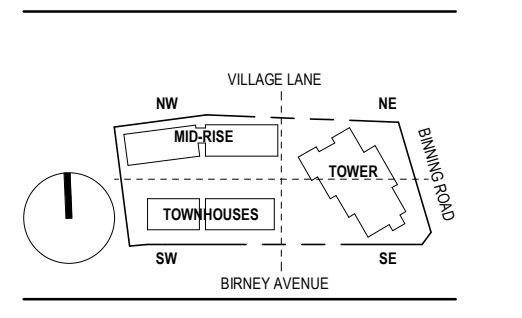 VILLAGE LANE
NW
NE
MID-RISE
TOWER
BINNING ROAD
TOWNHOUSES
SW
SE
BIRNEY AVENUE